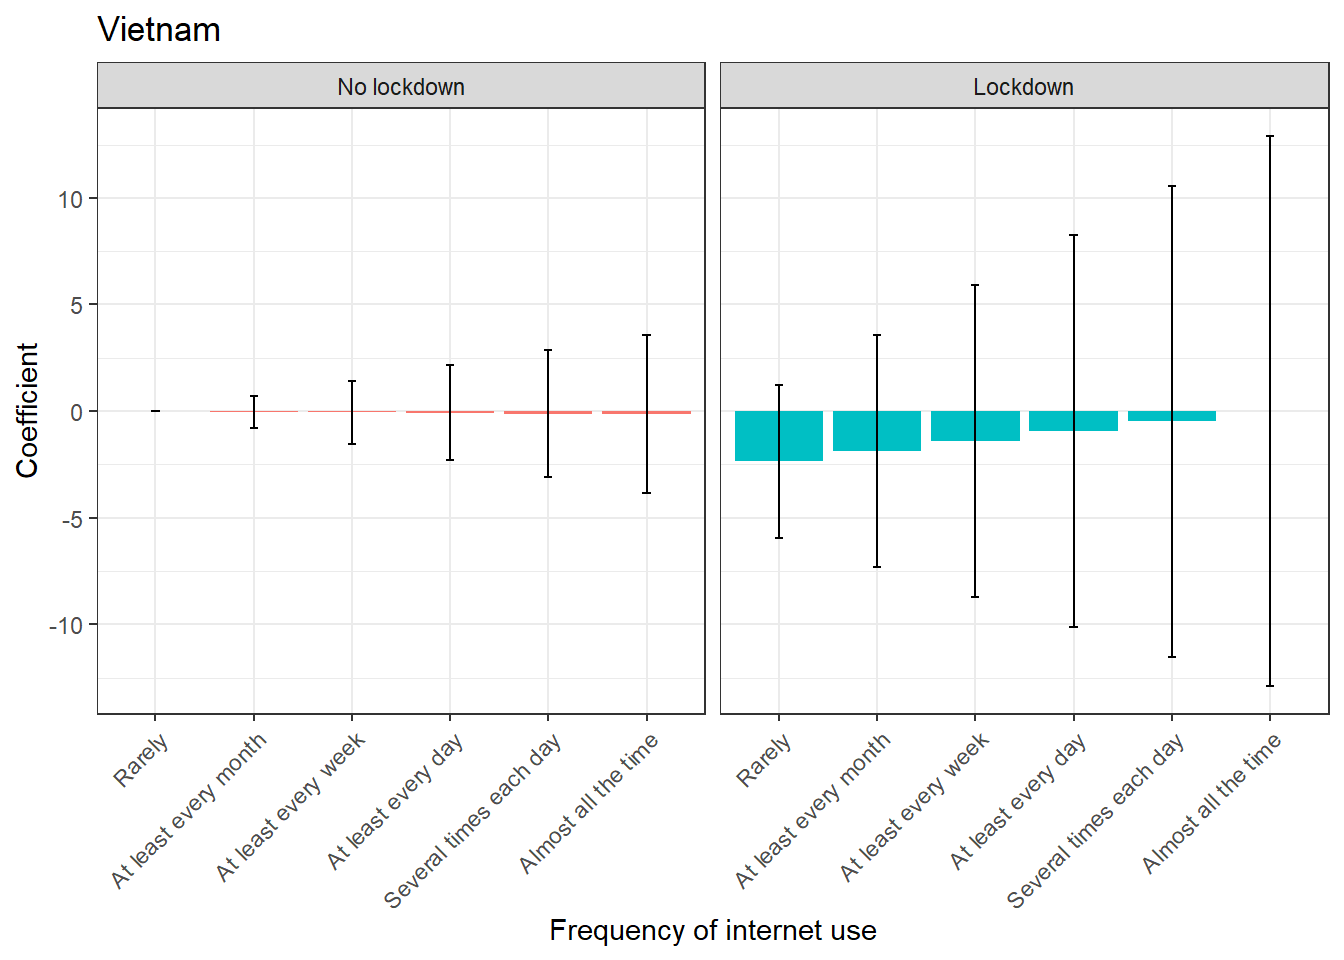 Vietnam
No lockdown
Lockdown
Coefficient
10
5
0
-5
-10
Rarely
At least every month
At least every week
At least every day
Several times each day
Almost all the time
Rarely
At least every month
At least every week
At least every day
Several times each day
Almost all the time
Frequency of internet use